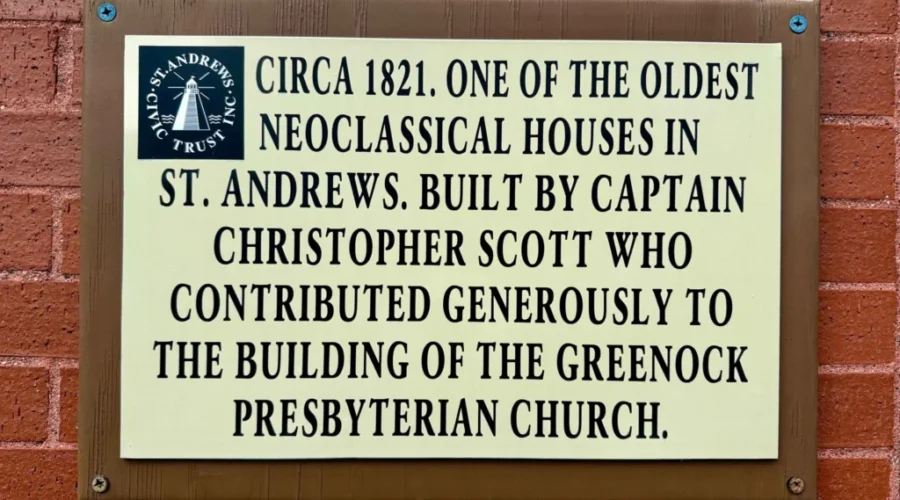 ST. ANDREWS
CIVIC TRUST INC.
CIRCA 1821. ONE OF THE OLDEST
NEOCLASSICAL HOUSES IN
ST. ANDREWS. BUILT BY CAPTAIN
CHRISTOPHER SCOTT WHO
CONTRIBUTED GENEROUSLY TO
THE BUILDING OF THE GREENOCK
PRESBYTERIAN CHURCH.